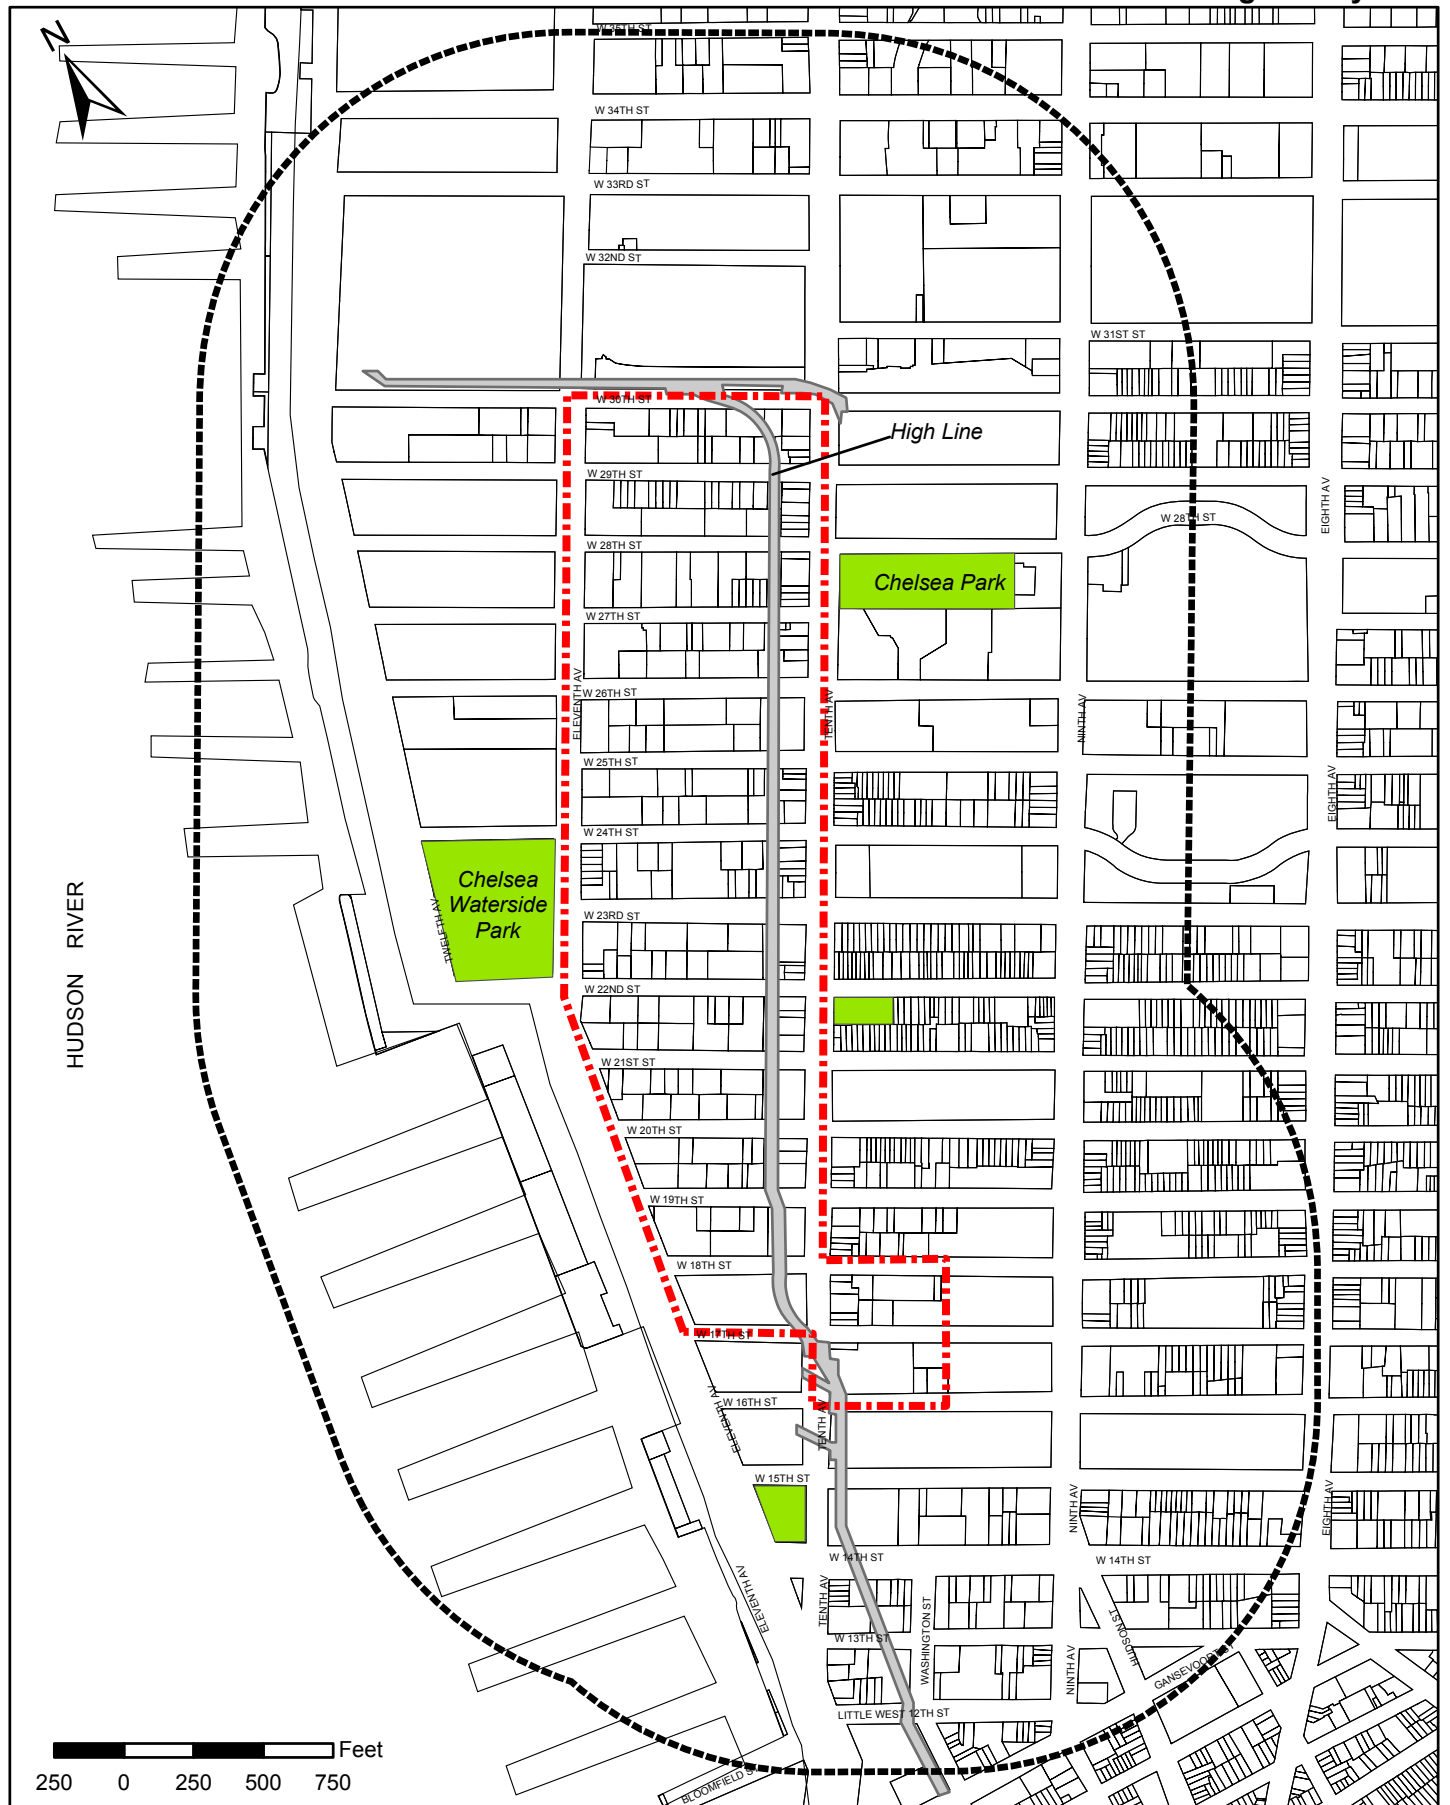 N
W 35TH ST
W 34TH ST
W 33RD ST
W 32ND ST
W 31ST ST
W 30TH ST
High Line
W 29TH ST
EIGHTH AV
W 28TH ST
W 28TH ST
Chelsea Park
W 27TH ST
ELEVENTH AV
W 26TH ST
TENTH AV
NINTH AV
W 25TH ST
EIGHTH AV
W 24TH ST
Chelsea
Waterside
Park
TWELFTH AV
HUDSON RIVER
W 23RD ST
W 22ND ST
W 21ST ST
W 20TH ST
W 19TH ST
W 18TH ST
W 17TH ST
ELEVENTH AV
W 16TH ST
TENTH AV
W 15TH ST
NINTH AV
EIGHTH AV
W 14TH ST
W 14TH ST
ELEVENTH AV
TENTH AV
WASHINGTON ST
HUDSON ST
W 13TH ST
NINTH AV
GANSEVOORT ST
LITTLE WEST 12TH ST
BLOOMFIELD
Feet
250 0 250 500 750